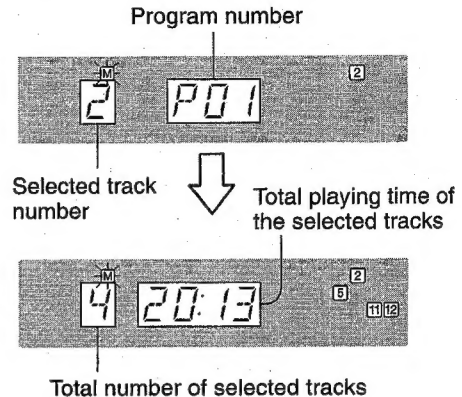 Program number
M
2 P01 2
Selected track
number
Total playing time of
the selected tracks
M
4 20:13 2
5
11 12
Total number of selected tracks